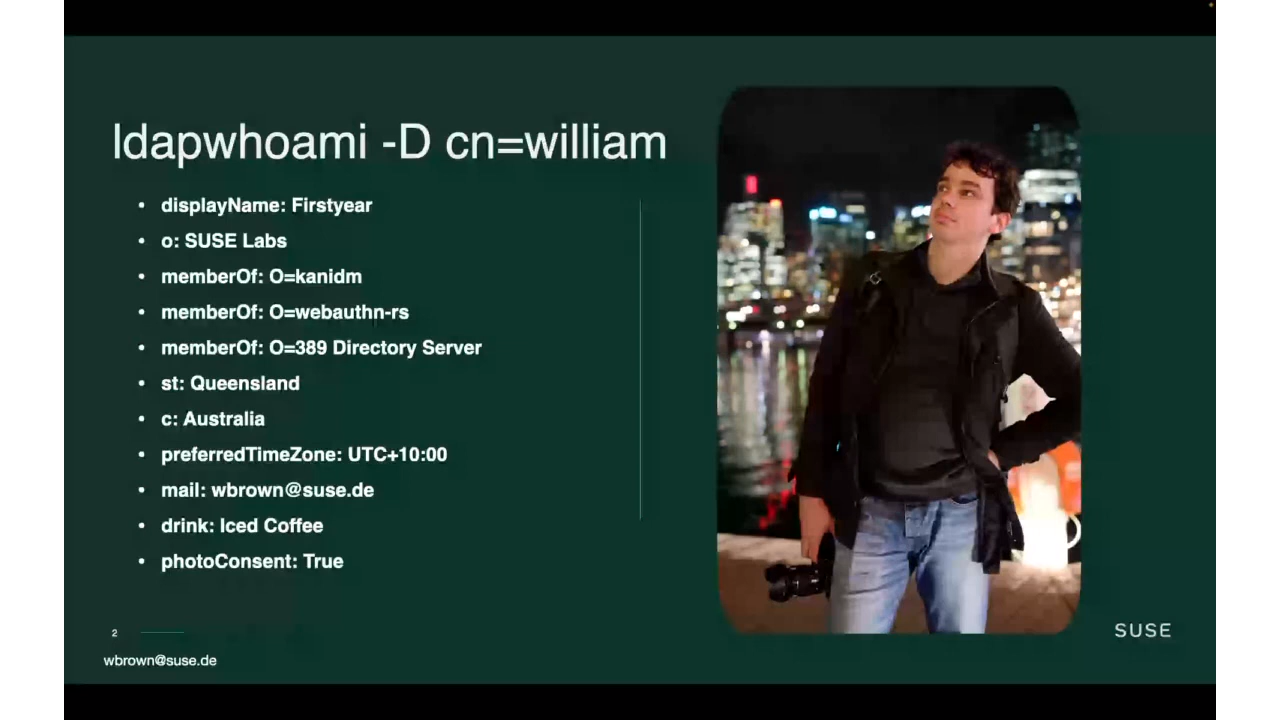 ldapwhoami -D cn=william
• displayName: Firstyear
• o: SUSE Labs
• memberOf: O=kanidm
• memberOf: O=webauthn-rs
• memberOf: O=389 Directory Server
• st: Queensland
• c: Australia
• preferredTimeZone: UTC+10:00
• mail: wbrown@suse.de
• drink: Iced Coffee
• photoConsent: True
2
wbrown@suse.de
SUSE